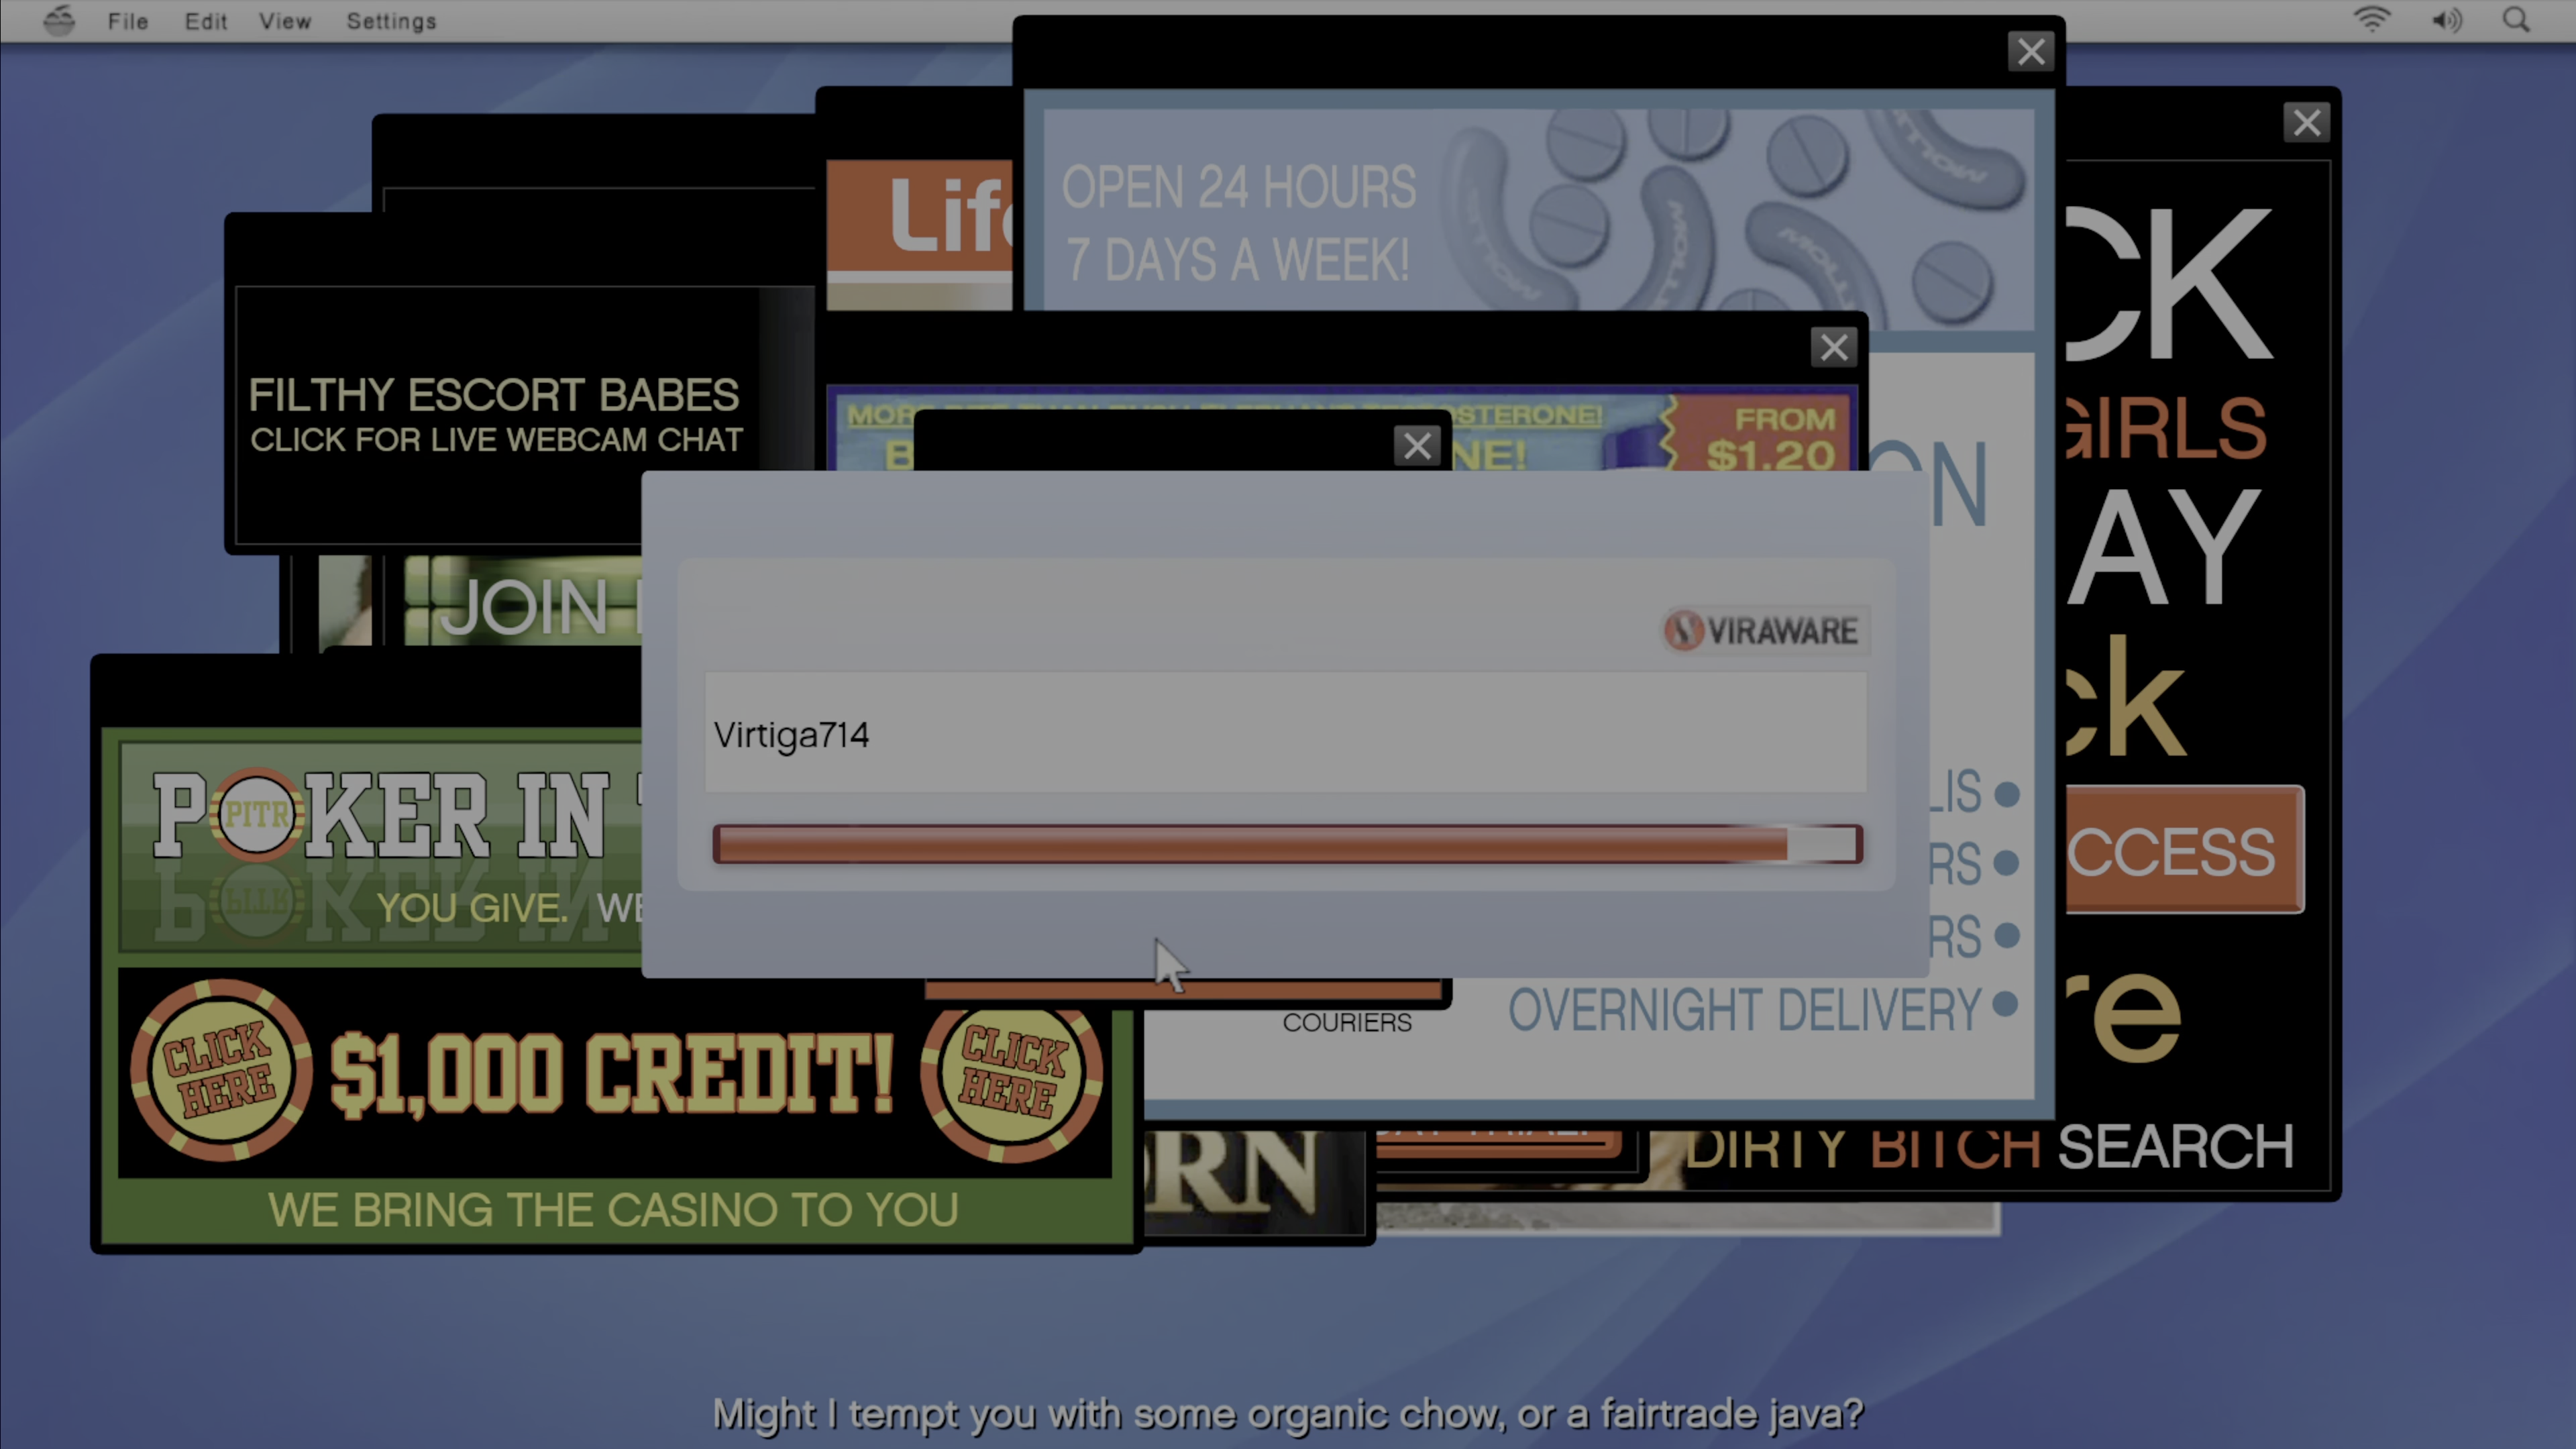 File Edit View Settings
OPEN 24 HOURS
7 DAYS A WEEK!
MOLLIS
FILTHY ESCORT BABES
CLICK FOR LIVE WEBCAM CHAT
FROM
$1.20
GIRLS
JOIN
VIRAWARE
Virtiga714
POKER IN
PITR
YOU GIVE. WE
CLICK
HERE
$1,000 CREDIT!
CLICK
HERE
WE BRING THE CASINO TO YOU
COURIERS
OVERNIGHT DELIVERY
DIRTY BITCH SEARCH
Might I tempt you with some organic chow, or a fairtrade java?